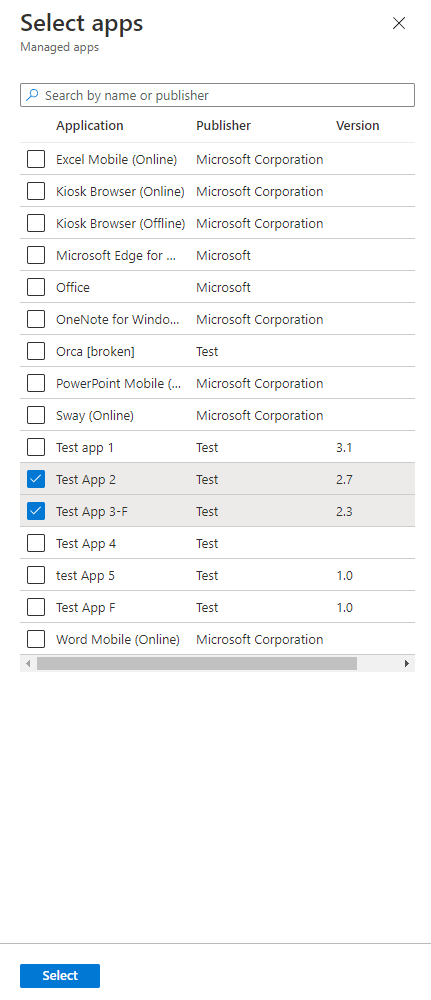 Select apps
Managed apps
Search by name or publisher
Application Publisher Version
Excel Mobile (Online) Microsoft Corporation
Kiosk Browser (Online) Microsoft Corporation
Kiosk Browser (Offline) Microsoft Corporation
Microsoft Edge for ... Microsoft
Office Microsoft
OneNote for Windo... Microsoft Corporation
Orca [broken] Test
PowerPoint Mobile (... Microsoft Corporation
Sway (Online) Microsoft Corporation
Test app 1 Test 3.1
Test App 2 Test 2.7
Test App 3-F Test 2.3
Test App 4 Test
test App 5 Test 1.0
Test App F Test 1.0
Word Mobile (Online) Microsoft Corporation
Select